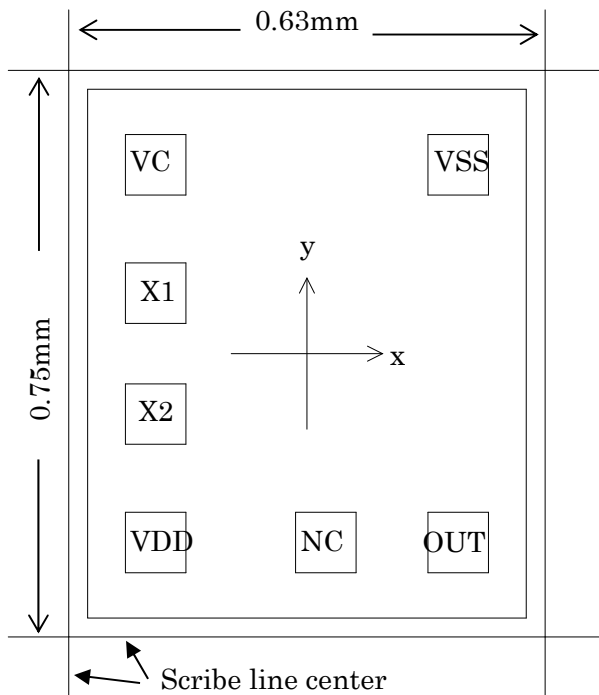 0.63mm
VC
VSS
y
X1
x
0.75mm
X2
VDD
NC
OUT
Scribe line center